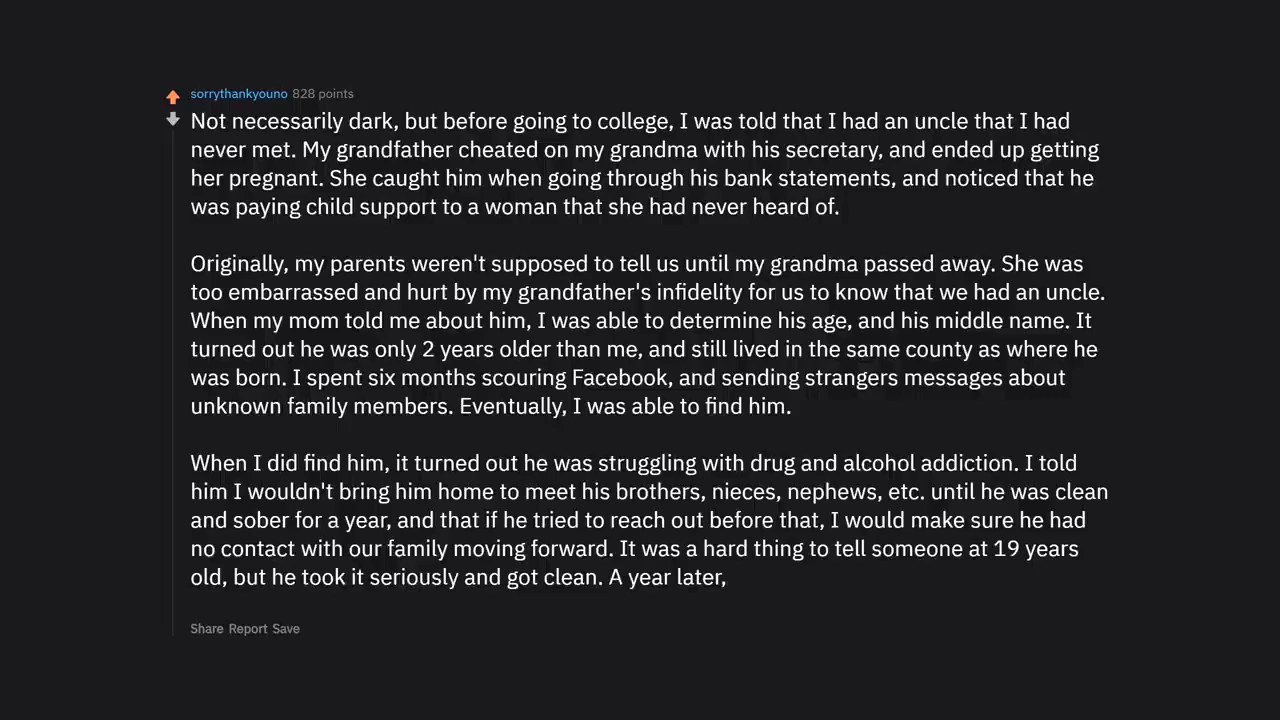 sorrythankyouno 828 points
Not necessarily dark, but before going to college, I was told that I had an uncle that I had
never met. My grandfather cheated on my grandma with his secretary, and ended up getting
her pregnant. She caught him when going through his bank statements, and noticed that he
was paying child support to a woman that she had never heard of.
Originally, my parents weren't supposed to tell us until my grandma passed away. She was
too embarrassed and hurt by my grandfather's infidelity for us to know that we had an uncle.
When my mom told me about him, I was able to determine his age, and his middle name. It
turned out he was only 2 years older than me, and still lived in the same county as where he
was born. I spent six months scouring Facebook, and sending strangers messages about
unknown family members. Eventually, I was able to find him.
When I did find him, it turned out he was struggling with drug and alcohol addiction. I told
him I wouldn't bring him home to meet his brothers, nieces, nephews, etc. until he was clean
and sober for a year, and that if he tried to reach out before that, I would make sure he had
no contact with our family moving forward. It was a hard thing to tell someone at 19 years
old, but he took it seriously and got clean. A year later,
Share Report Save